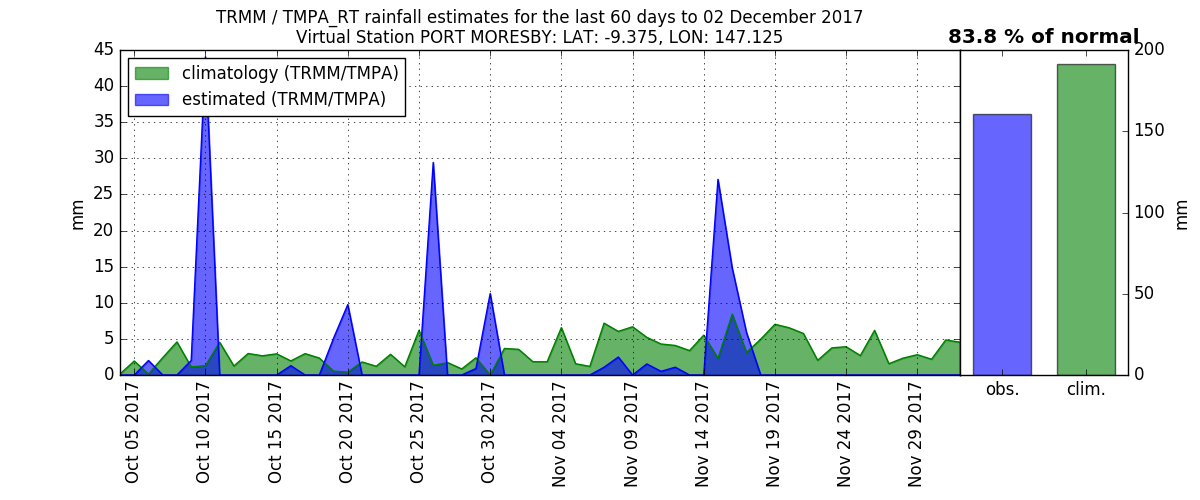 TRMM / TMPA_RT rainfall estimates for the last 60 days to 02 December 2017
Virtual Station PORT MORESBY: LAT: -9.375, LON: 147.125
83.8 % of normal
climatology (TRMM/TMPA)
estimated (TRMM/TMPA)
mm
45
40
35
30
25
20
15
10
5
0
Oct 05 2017
Oct 10 2017
Oct 15 2017
Oct 20 2017
Oct 25 2017
Oct 30 2017
Nov 04 2017
Nov 09 2017
Nov 14 2017
Nov 19 2017
Nov 24 2017
Nov 29 2017
obs.
clim.
200
150
100
50
0
mm